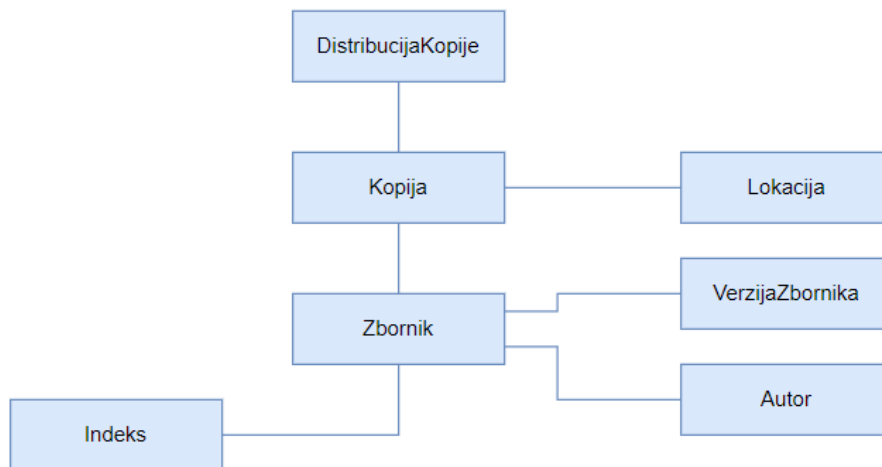 DistribucijaKopije
Kopija
Lokacija
VerzijaZbornika
Zbornik
Autor
Indeks